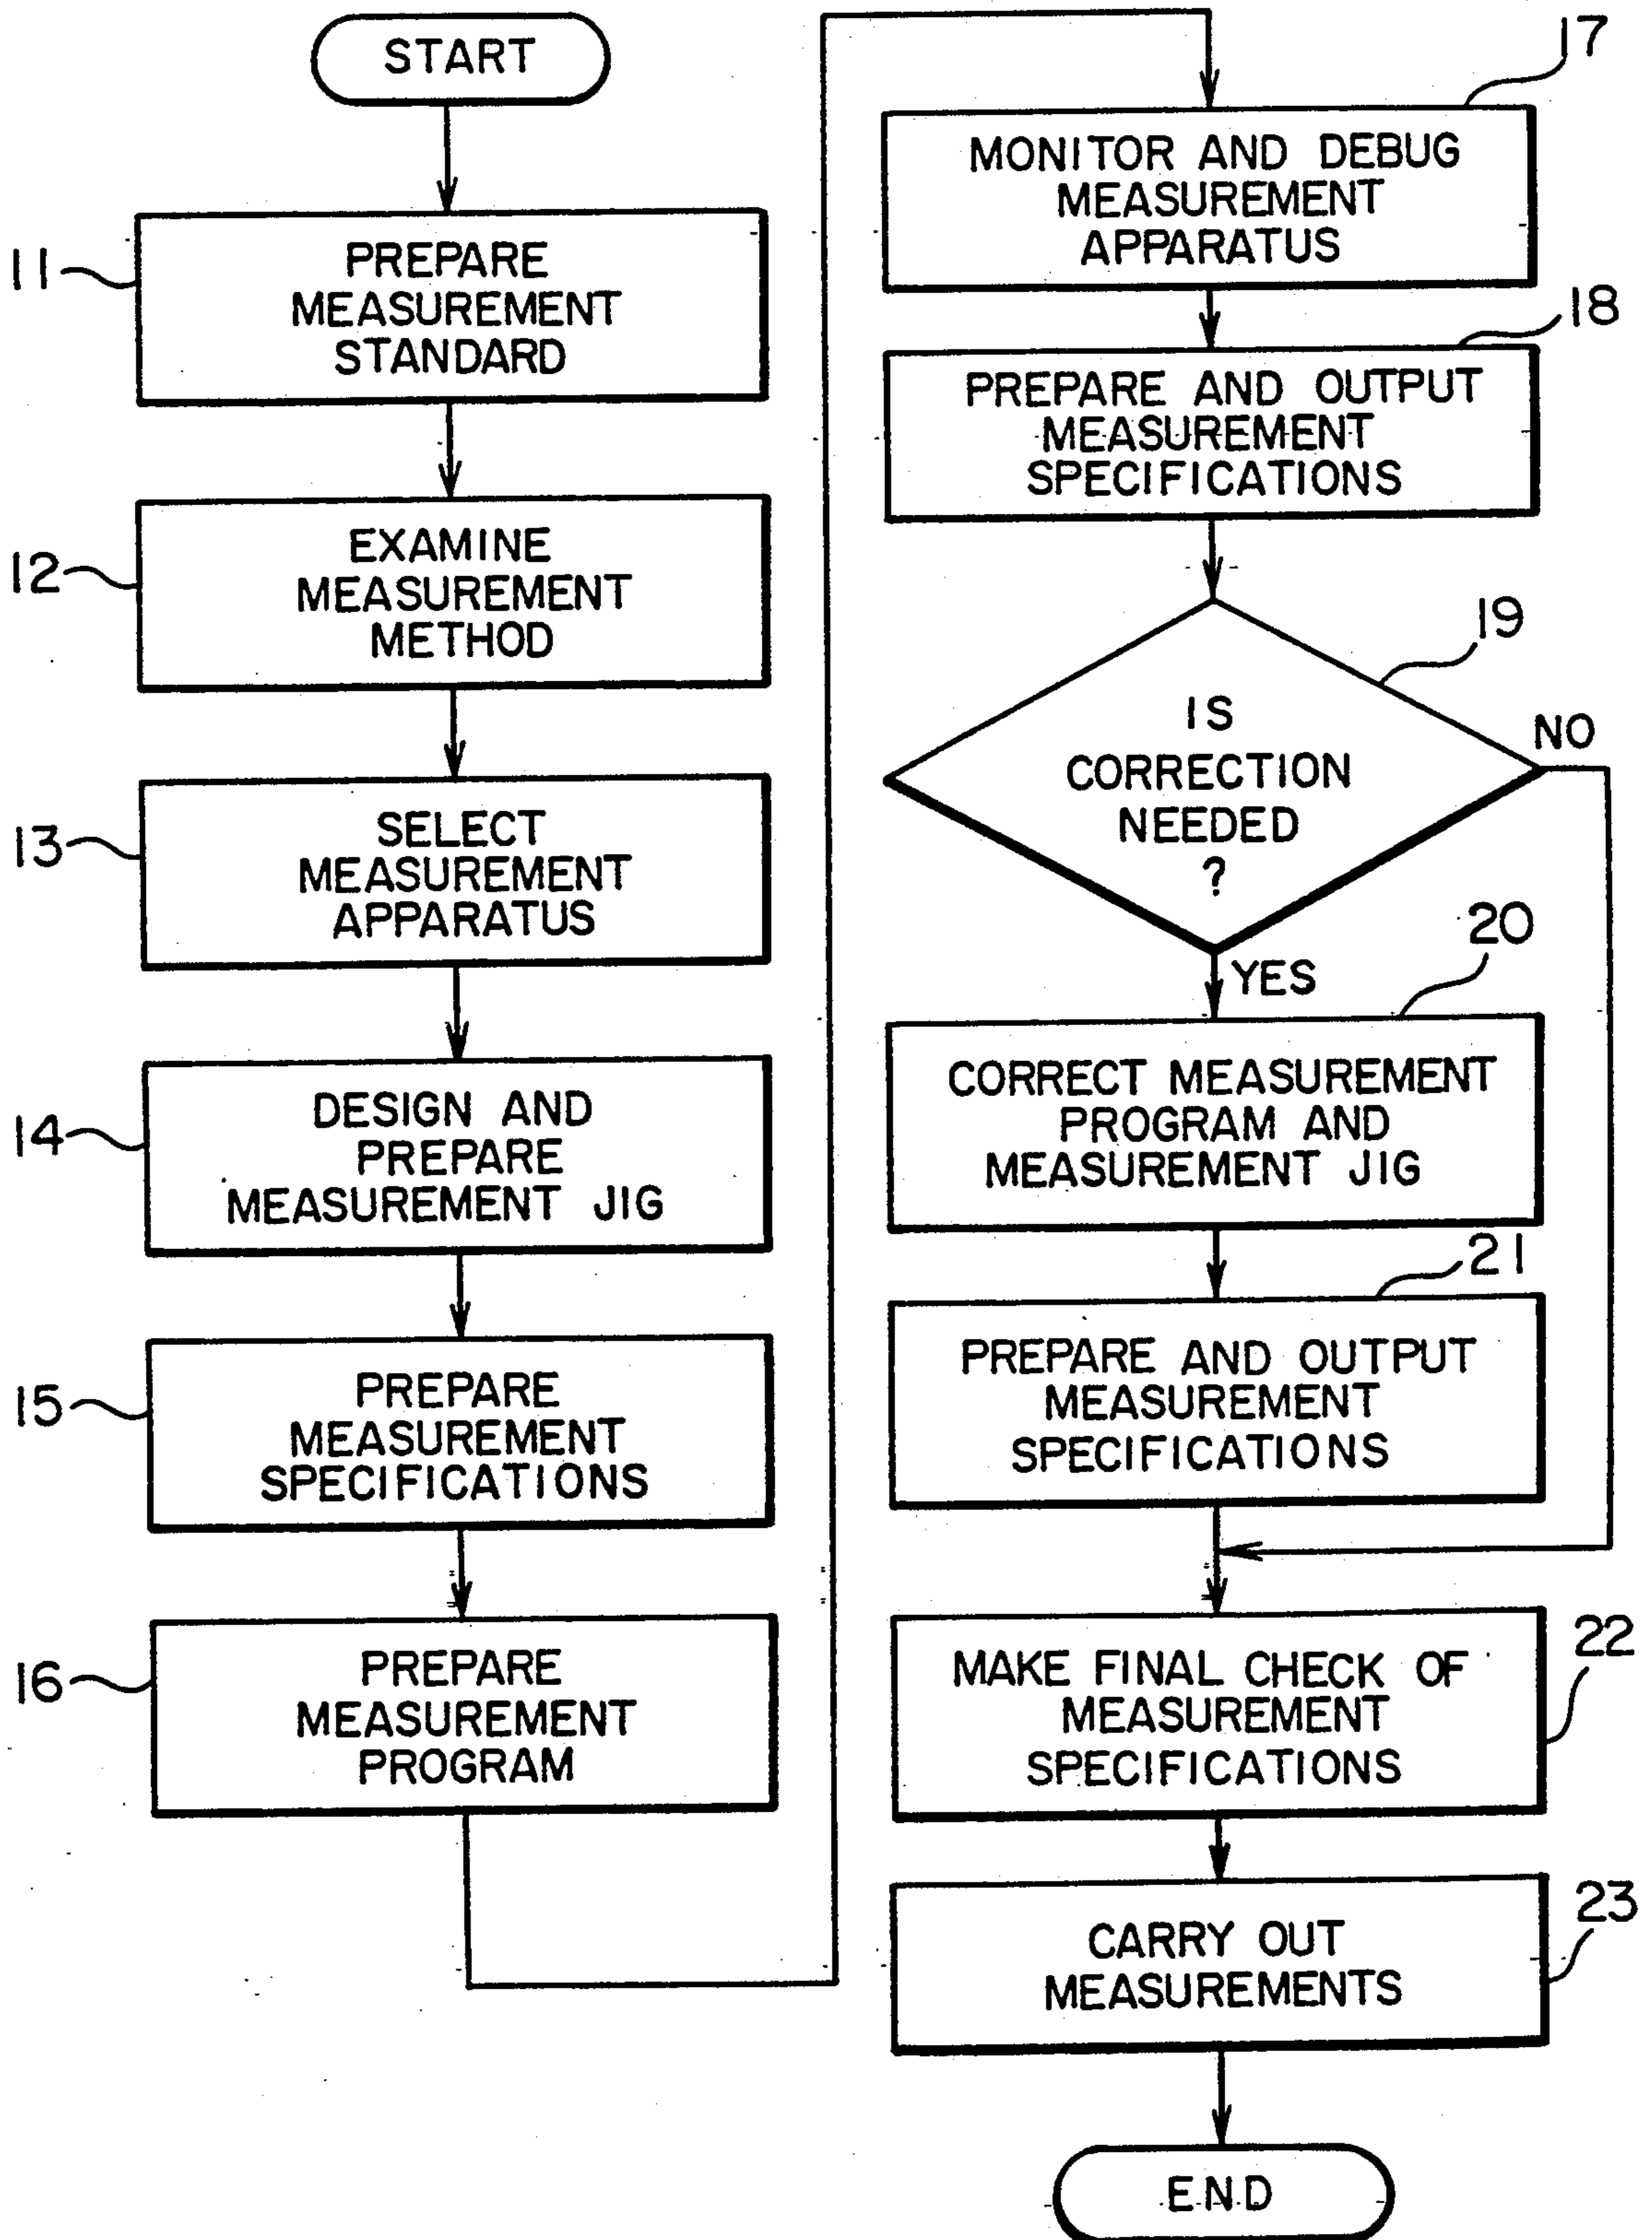 START
11
PREPARE
MEASUREMENT
STANDARD
12
EXAMINE
MEASUREMENT
METHOD
13
SELECT
MEASUREMENT
APPARATUS
14
DESIGN AND
PREPARE
MEASUREMENT JIG
15
PREPARE
MEASUREMENT
SPECIFICATIONS
16
PREPARE
MEASUREMENT
PROGRAM
17
MONITOR AND DEBUG
MEASUREMENT
APPARATUS
18
PREPARE AND OUTPUT
MEASUREMENT
SPECIFICATIONS
19
IS
CORRECTION
NEEDED
?
NO
YES
20
CORRECT MEASUREMENT
PROGRAM AND
MEASUREMENT JIG
21
PREPARE AND OUTPUT
MEASUREMENT
SPECIFICATIONS
22
MAKE FINAL CHECK OF
MEASUREMENT
SPECIFICATIONS
23
CARRY OUT
MEASUREMENTS
END